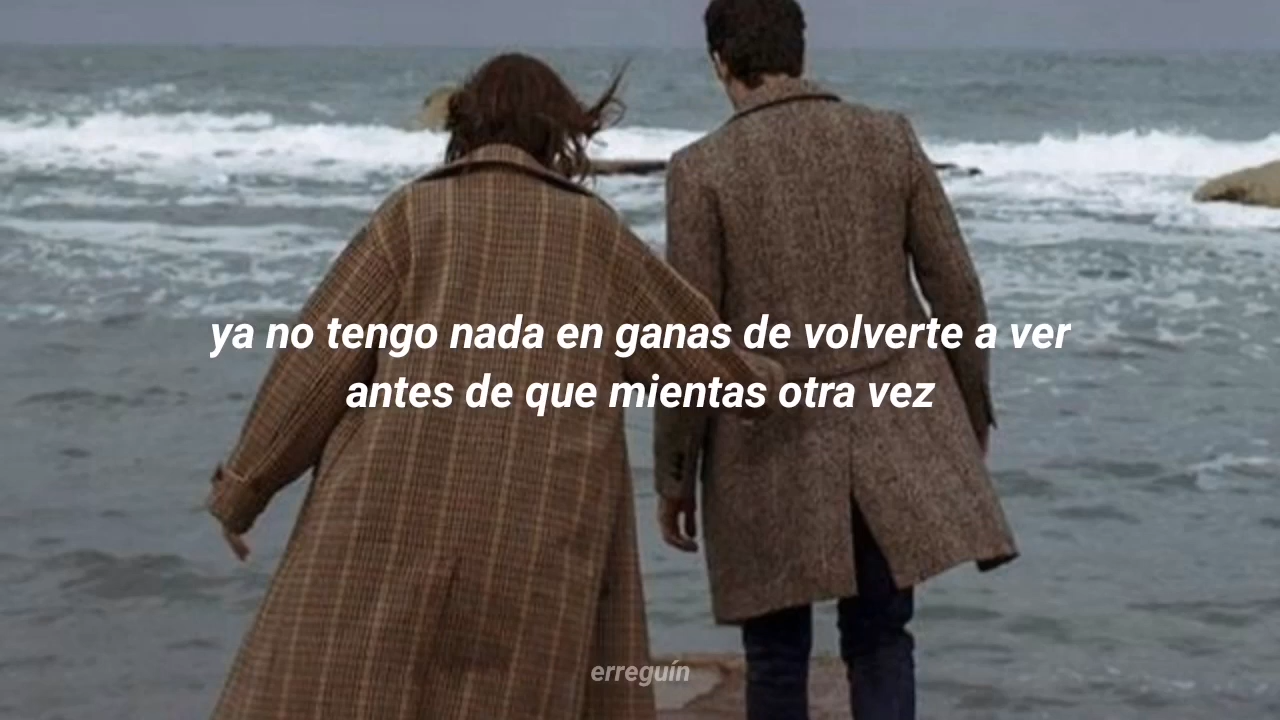 ya no tengo nada en ganas de volverte a ver
antes de que mientas otra vez
erreguín